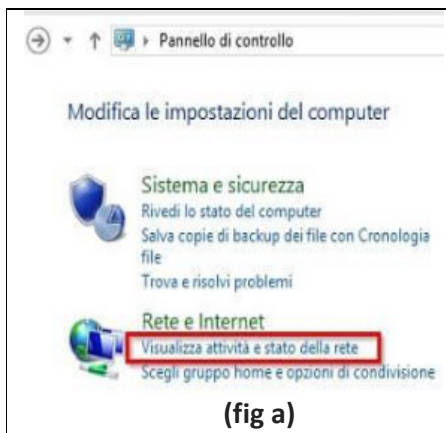 Pannello di controllo
Modifica le impostazioni del computer
Sistema e sicurezza
Rivedi lo stato del computer
Salva copie di backup dei file con Cronologia
file
Trova e risolvi problemi
Rete e Internet
Visualizza attività e stato della rete
Scegli gruppo home e opzioni di condivisione
(fig a)